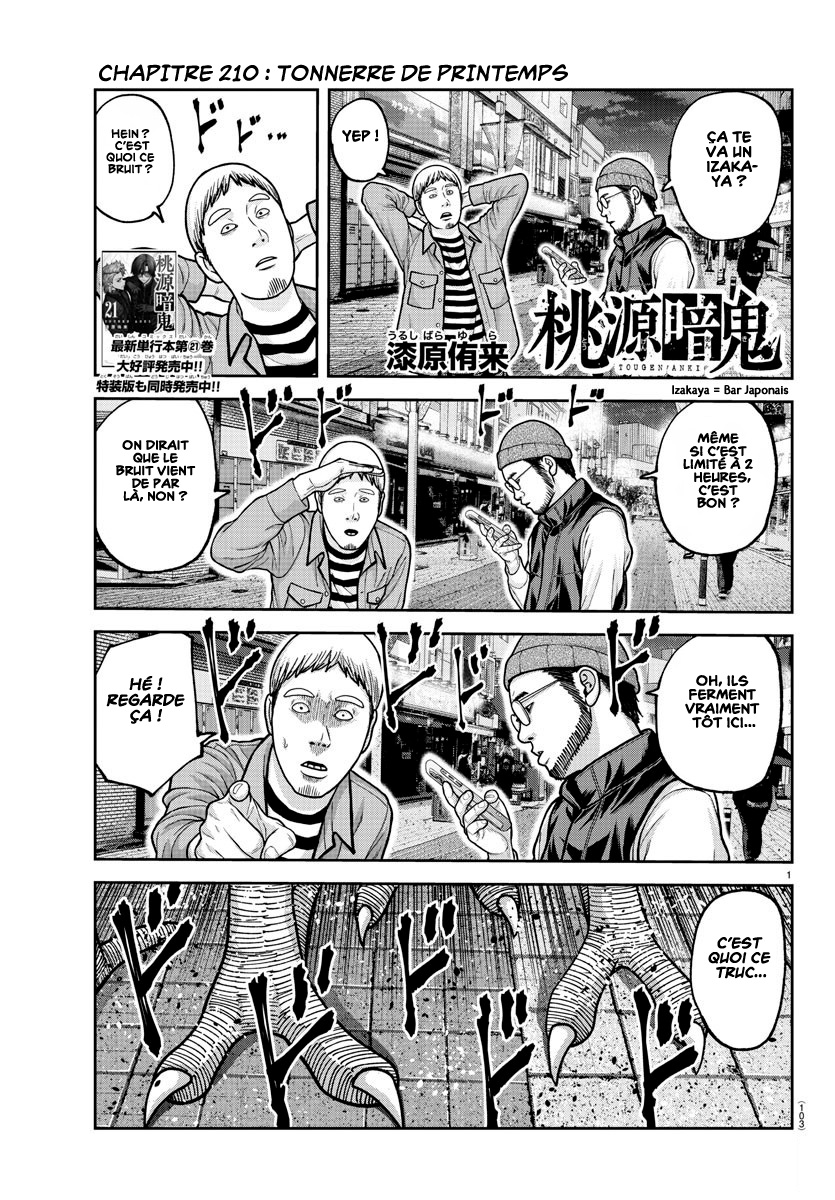 CHAPITRE 210 : TONNERRE DE PRINTEMPS
ÇA TE
VA UN
IZAKA-
YA ?
YEP !
うるし ばら ゆ ら
漆原侑来
桃源暗鬼
TOUGEN ANKI
Izakaya = Bar Japonais
ド
ド
...
HEIN ?
C'EST
QUOI CE
BRUIT ?
桃源暗鬼
21
最新単行本第21巻
大好評発売中!!
特装版も同時発売中!!
MÊME
SI C'EST
LIMITÉ À 2
HEURES,
C'EST
BON ?
ド
ド
ド
ド
ON DIRAIT
QUE LE
BRUIT VIENT
DE PAR
LÀ, NON ?
OH, ILS
FERMENT
VRAIMENT
TÔT ICI...
ド
ド
ド
ド
HÉ !
REGARDE
ÇA !
1
C'EST
QUOI CE
TRUC...
ド
ド
ド
ド
ド
ド
(103)